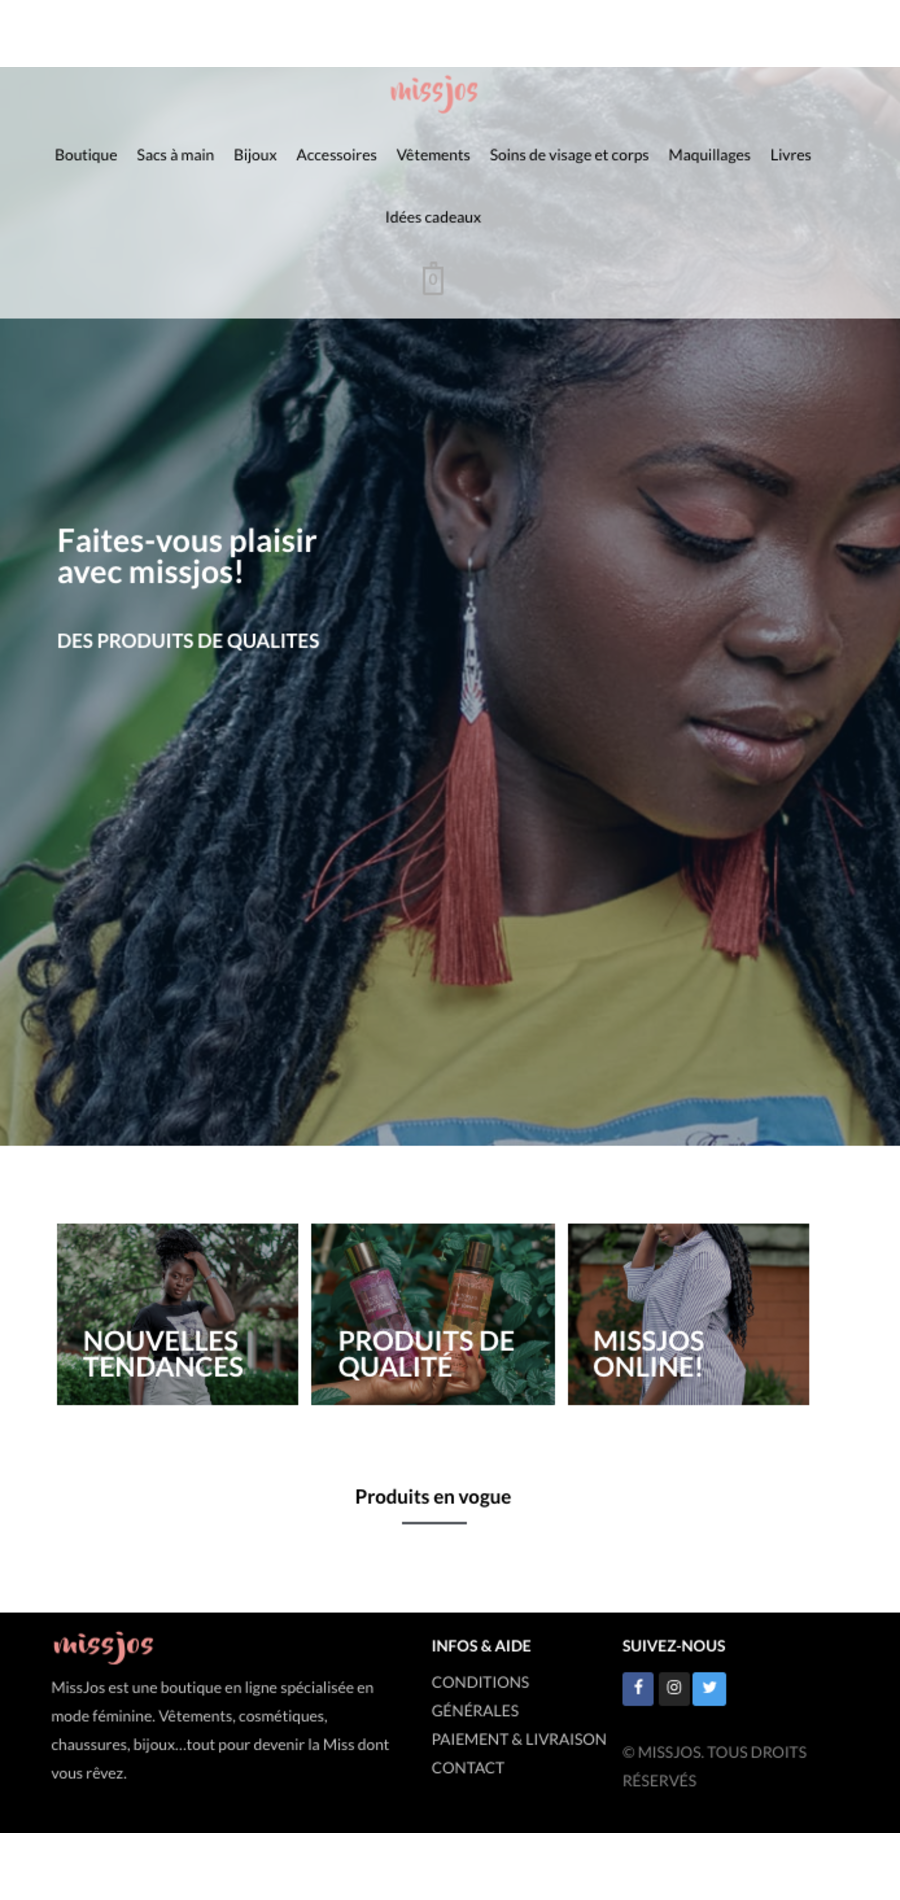 missjos
Boutique Sacs à main Bijoux Accessoires Vêtements Soins de visage et corps Maquillages Livres
Idées cadeaux
0
Faites-vous plaisir
avec missjos!
DES PRODUITS DE QUALITES
NOUVELLES
TENDANCES
PRODUITS DE
QUALITÉ
MISSJOS
ONLINE!
Produits en vogue
missjos
MissJos est une boutique en ligne spécialisée en
mode féminine. Vêtements, cosmétiques,
chaussures, bijoux...tout pour devenir la Miss dont
vous rêvez.
INFOS & AIDE
CONDITIONS
GÉNÉRALES
PAIEMENT & LIVRAISON
CONTACT
SUIVEZ-NOUS
© MISSJOS. TOUS DROITS
RÉSERVÉS